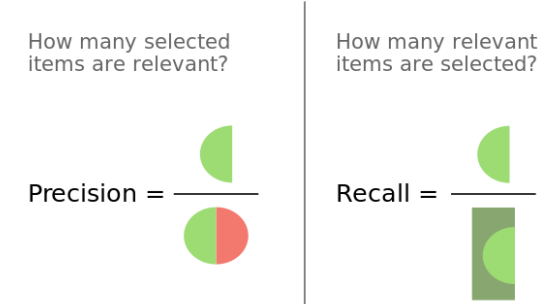 How many selected
items are relevant?
Precision =
How many relevant
items are selected?
Recall =